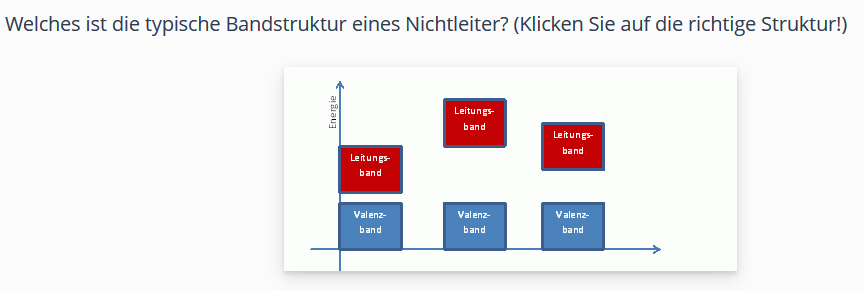 Welches ist die typische Bandstruktur eines Nichtleiter? (Klicken Sie auf die richtige Struktur!)
Energie
Leitungs-
band
Leitungs-
band
Leitungs-
band
Valenz-
band
Valenz-
band
Valenz-
band